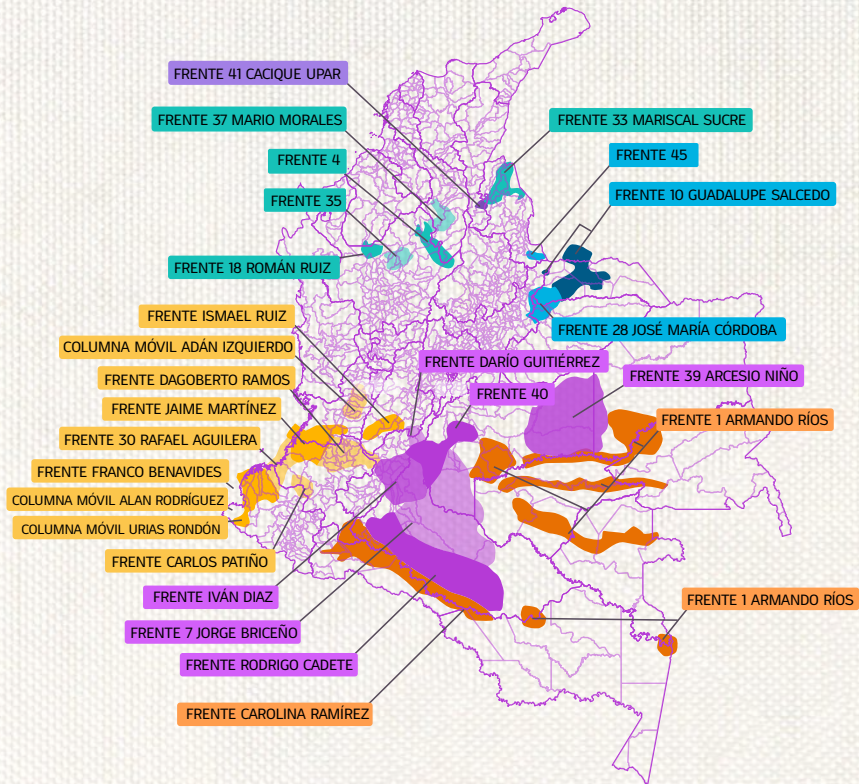 FRENTE 41 CACIQUE UPAR
FRENTE 37 MARIO MORALES
FRENTE 33 MARISCAL SUCRE
FRENTE 4
FRENTE 45
FRENTE 35
FRENTE 10 GUADALUPE SALCEDO
FRENTE 18 ROMÁN RUIZ
FRENTE ISMAEL RUIZ
FRENTE 28 JOSÉ MARÍA CÓRDOBA
COLUMNA MÓVIL ADÁN IZQUIERDO
FRENTE DARÍO GUITIÉRREZ
FRENTE DAGOBERTO RAMOS
FRENTE 39 ARCESIO NIÑO
FRENTE 40
FRENTE JAIME MARTÍNEZ
FRENTE 1 ARMANDO RÍOS
FRENTE 30 RAFAEL AGUILERA
FRENTE FRANCO BENAVIDES
COLUMNA MÓVIL ALAN RODRÍGUEZ
COLUMNA MÓVIL URIAS RONDÓN
FRENTE CARLOS PATIÑO
FRENTE IVÁN DIAZ
FRENTE 1 ARMANDO RÍOS
FRENTE 7 JORGE BRICEÑO
FRENTE RODRIGO CADETE
FRENTE CAROLINA RAMÍREZ